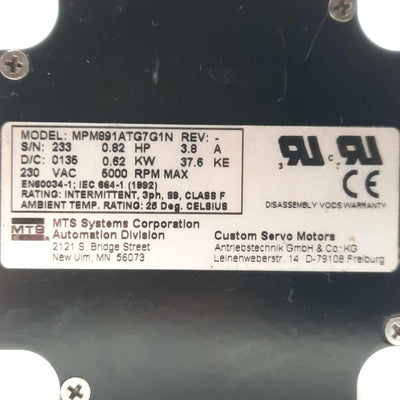 MODEL: MPM891ATG7G1N REV: -
S/N: 233 0.82 HP 3.8 A
D/C: 0135 0.62 KW 37.6 KE
230 VAC 5000 RPM MAX
EN60034-1; IEC 664-1 (1992)
RATING: INTERMITTENT, 3ph, S9, CLASS F
AMBIENT TEMP. RATING: 25 Deg. CELSIUS
c
CE
DISASSEMBLY VOIDS WARRANTY
MTS
MTS Systems Corporation
Automation Division
2121 S. Bridge Street
New Ulm, MN 56073
Custom Servo Motors
Antriebstechnik GmbH & Co. KG
Leinenweberstr. 14 D-79108 Freiburg